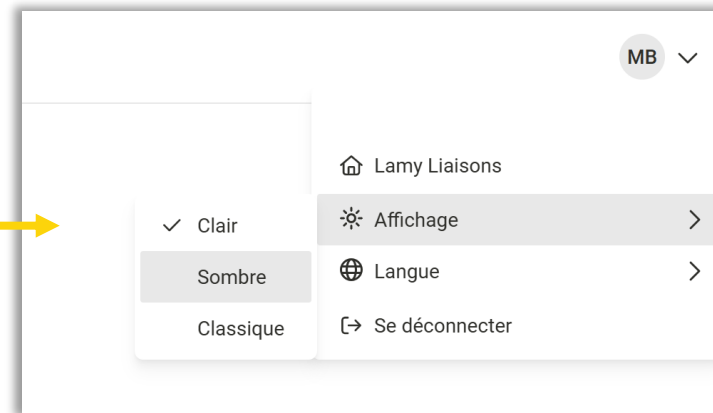 MB
Lamy Liaisons
Affichage
Langue
Se déconnecter
Clair
Sombre
Classique